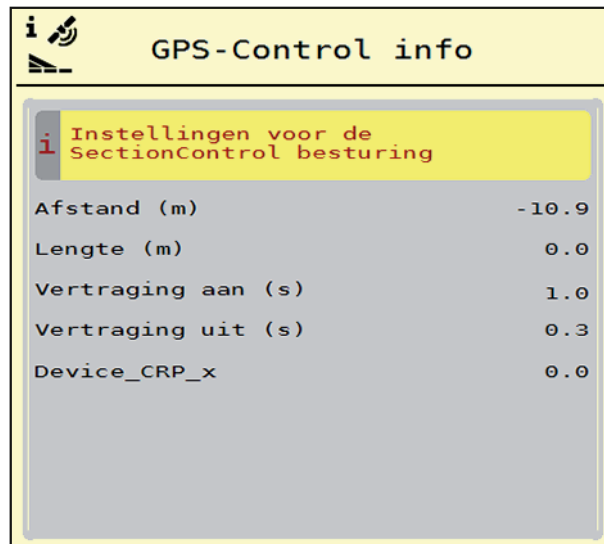 i
GPS-Control info
i
Instellingen voor de
SectionControl besturing
Afstand (m) -10.9
Lengte (m) 0.0
Vertraging aan (s) 1.0
Vertraging uit (s) 0.3
Device_CRP_x 0.0